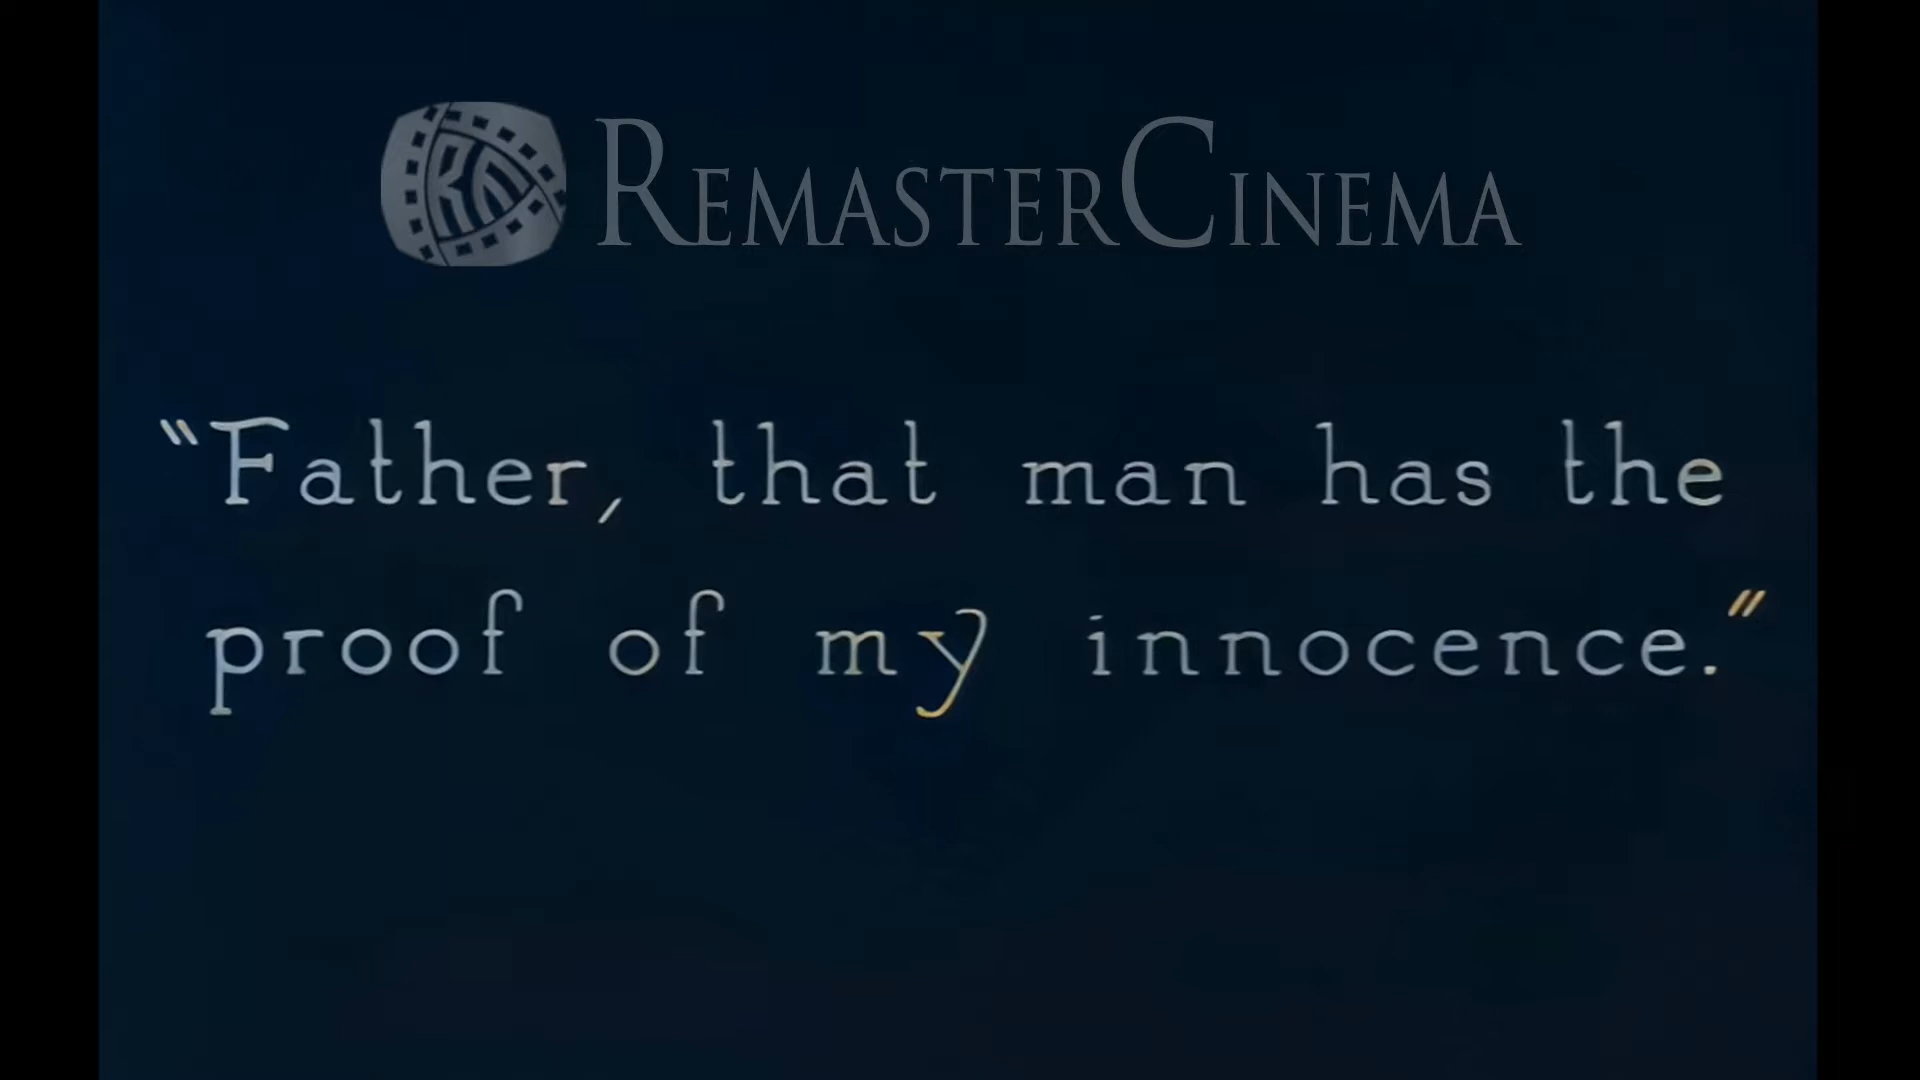 REMASTERCINEMA
"Father, that man has the
proof of my innocence."